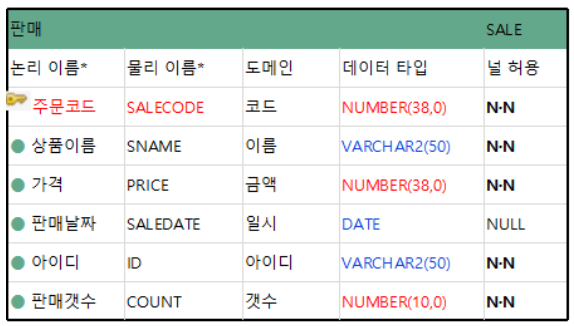 판매 SALE
논리 이름* 물리 이름* 도메인 데이터 타입 널 허용
주문코드 SALECODE 코드 NUMBER(38,0) N·N
상품이름 SNAME 이름 VARCHAR2(50) N·N
가격 PRICE 금액 NUMBER(38,0) N·N
판매날짜 SALEDATE 일시 DATE NULL
아이디 ID 아이디 VARCHAR2(50) N·N
판매갯수 COUNT 갯수 NUMBER(10,0) N·N